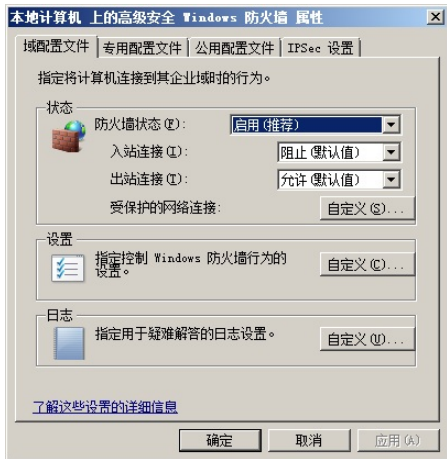 本地计算机 上的高级安全 Windows 防火墙 属性
域配置文件 专用配置文件 公用配置文件 IPSec 设置
指定将计算机连接到其企业域时的行为。
状态
防火墙状态(F): 启用(推荐)
入站连接(I): 阻止(默认值)
出站连接(T): 允许(默认值)
受保护的网络连接: 自定义(S)...
设置
指定控制 Windows 防火墙行为的
设置。
自定义(C)...
日志
指定用于疑难解答的日志设置。 自定义(U)...
了解这些设置的详细信息
确定 取消 应用(A)